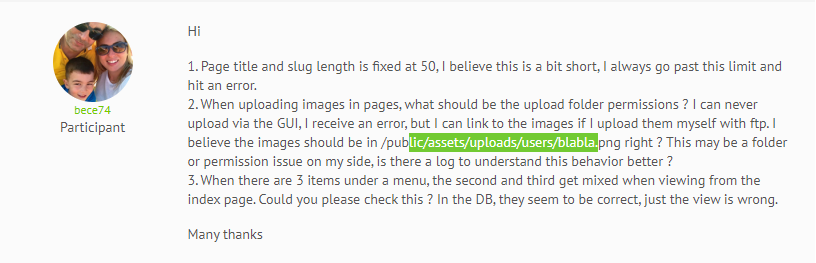 Hi
1. Page title and slug length is fixed at 50, I believe this is a bit short, I always go past this limit and
hit an error.
2. When uploading images in pages, what should be the upload folder permissions ? I can never
upload via the GUI, I receive an error, but I can link to the images if I upload them myself with ftp. I
believe the images should be in /public/assets/uploads/users/blabla.png right ? This may be a folder
or permission issue on my side, is there a log to understand this behavior better ?
3. When there are 3 items under a menu, the second and third get mixed when viewing from the
index page. Could you please check this ? In the DB, they seem to be correct, just the view is wrong.
Many thanks
bece74
Participant